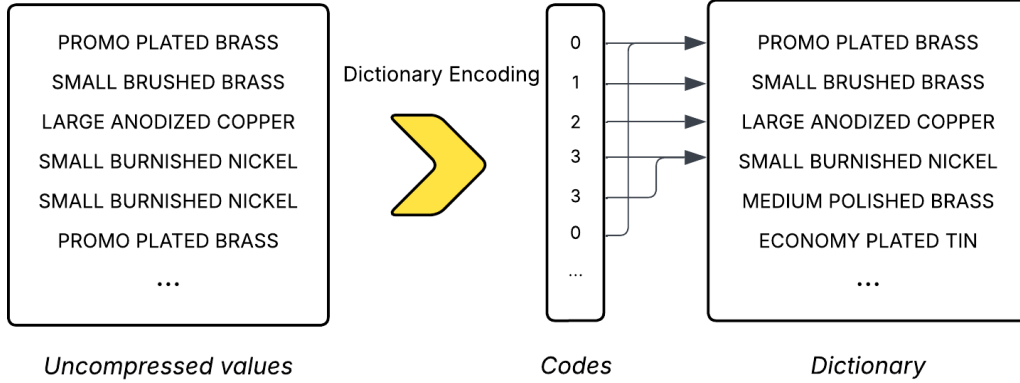 PROMO PLATED BRASS
SMALL BRUSHED BRASS
LARGE ANODIZED COPPER
SMALL BURNISHED NICKEL
SMALL BURNISHED NICKEL
PROMO PLATED BRASS
...
Uncompressed values
Dictionary Encoding
0
1
2
3
3
0
...
Codes
PROMO PLATED BRASS
SMALL BRUSHED BRASS
LARGE ANODIZED COPPER
SMALL BURNISHED NICKEL
MEDIUM POLISHED BRASS
ECONOMY PLATED TIN
...
Dictionary